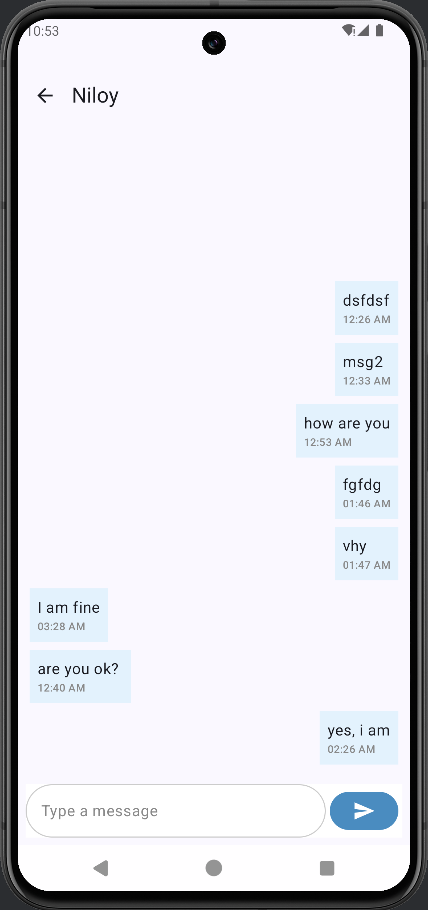 10:53
Niloy
dsfdsf
12:26 AM
msg2
12:33 AM
how are you
12:53 AM
fgfdg
01:46 AM
vhy
01:47 AM
I am fine
03:28 AM
are you ok?
12:40 AM
yes, i am
02:26 AM
Type a message